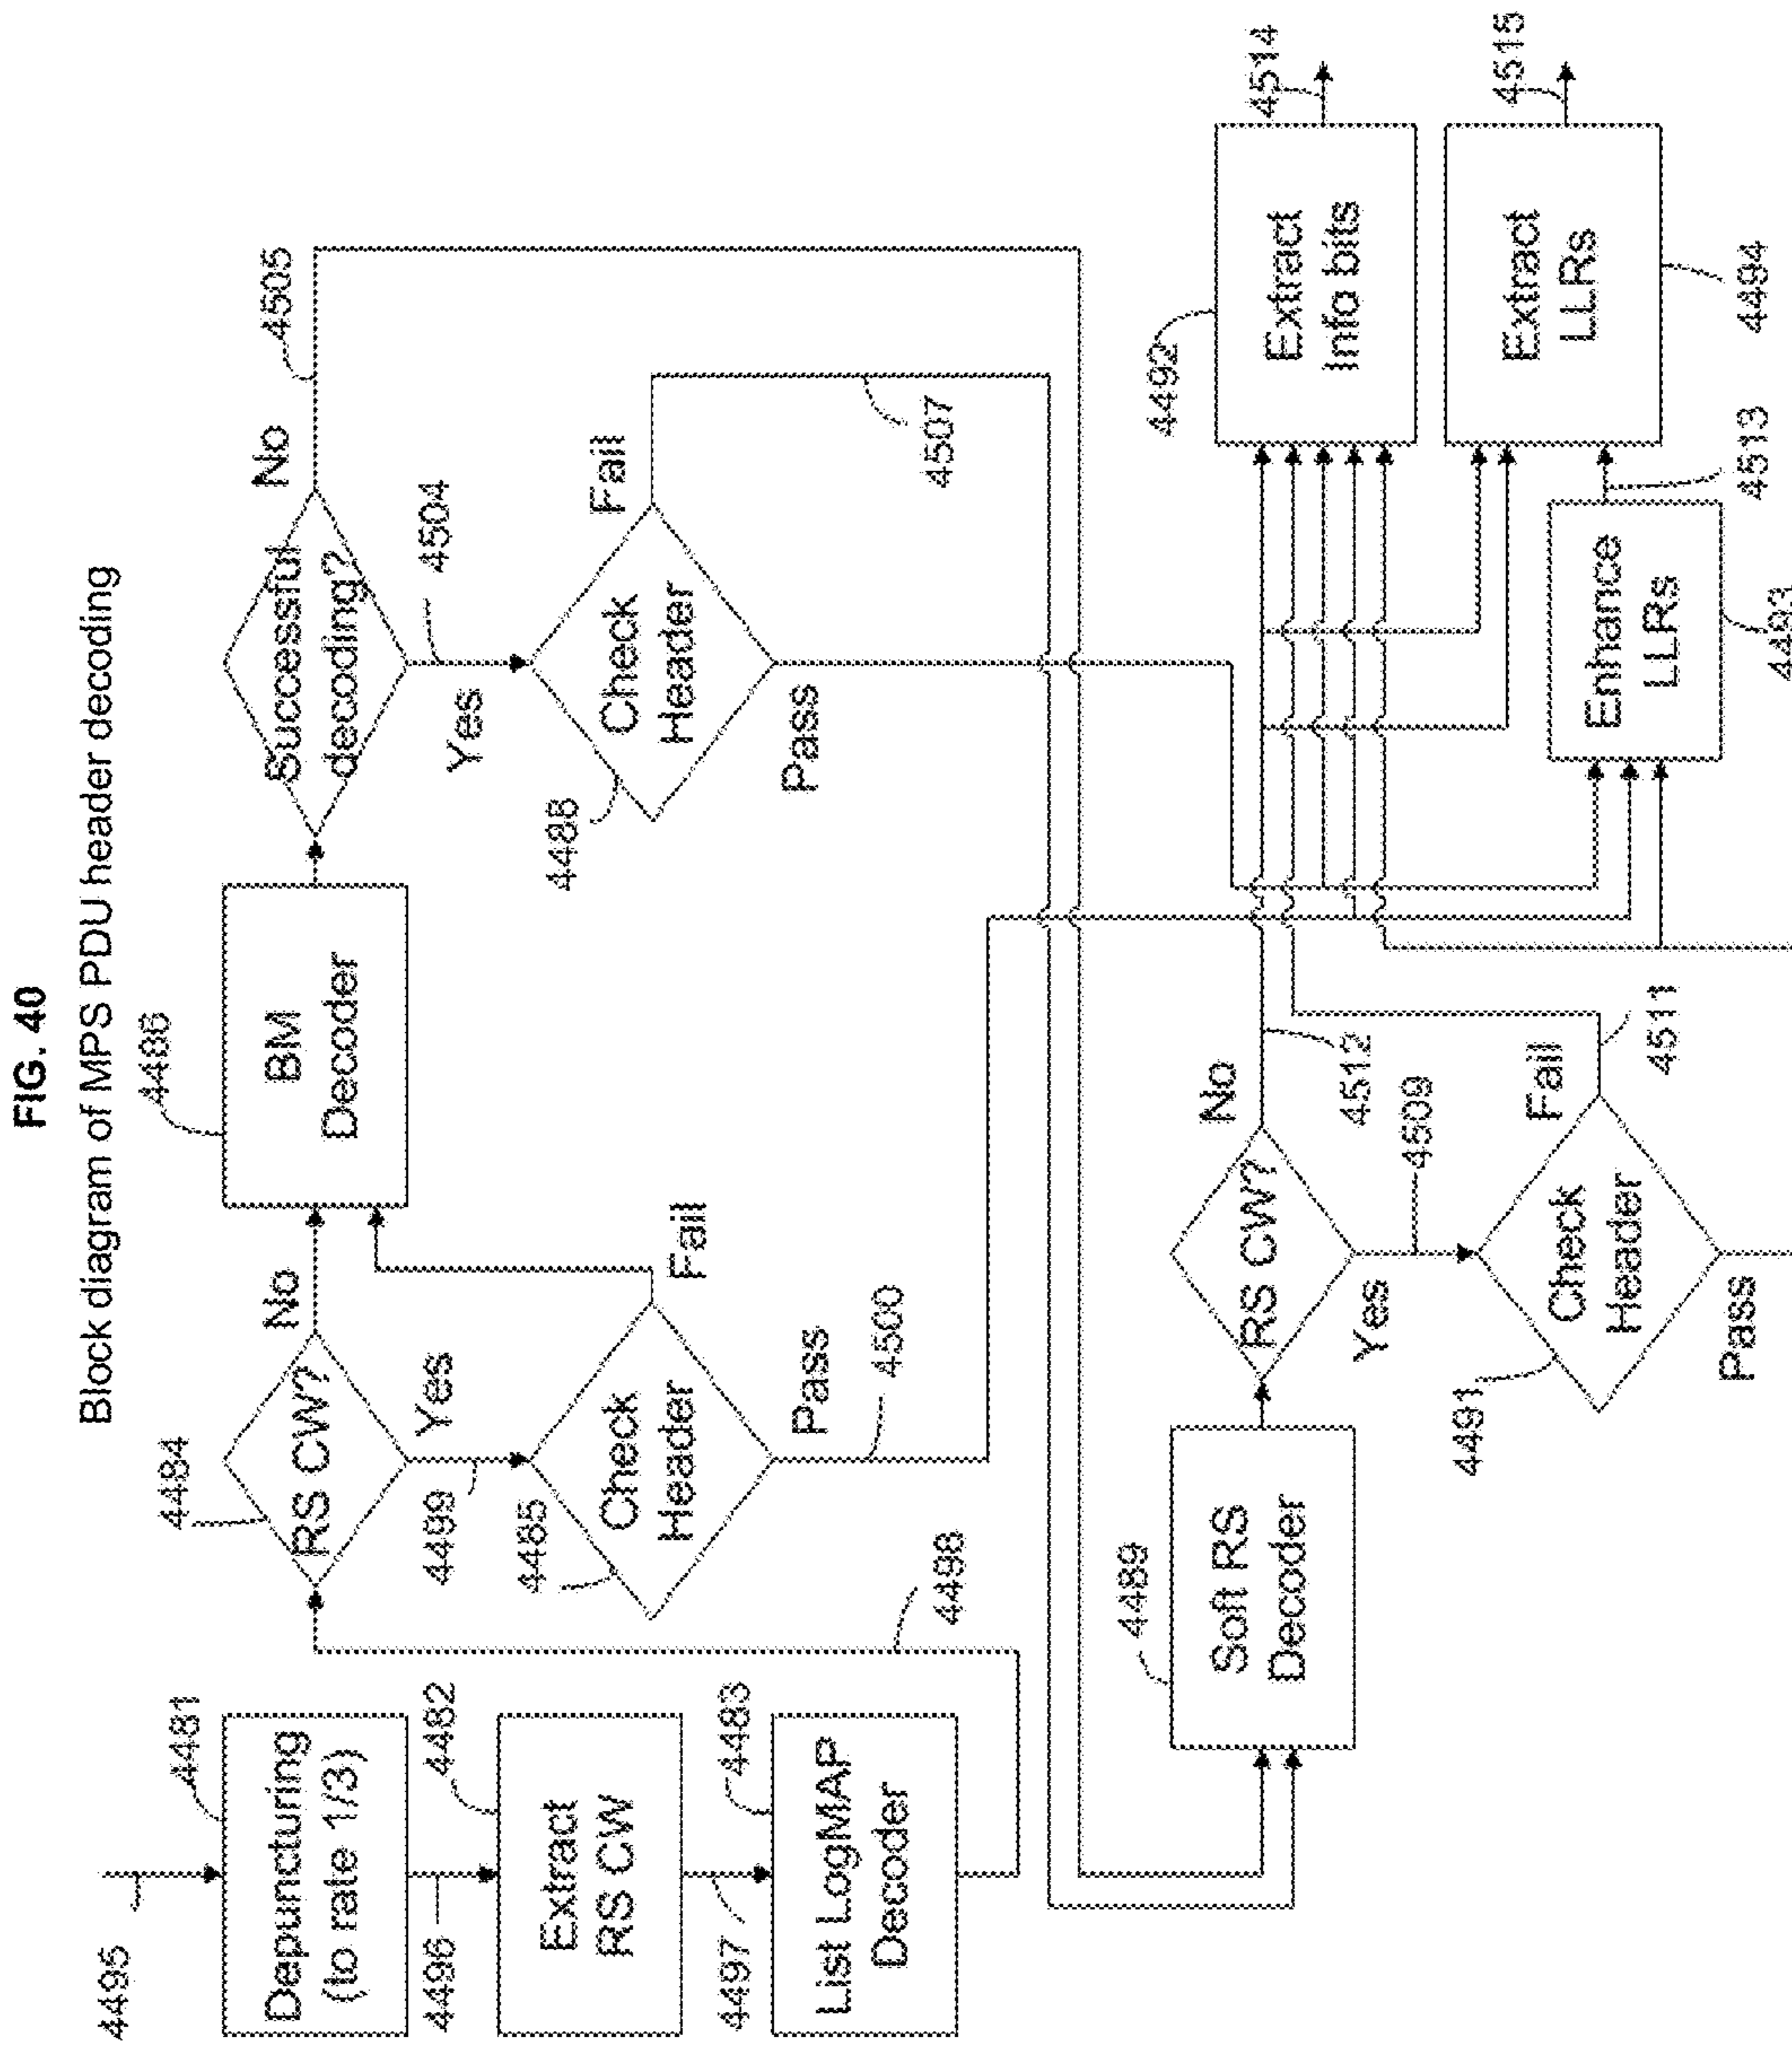 FIG. 40
Block diagram of MPS PDU header decoding
4495
Depuncturing
(to rate 1/3)
4481
4496
Extract
RS CW
4482
4497
List LogMAP
Decoder
4483
4498
RS CW?
4484
No
Yes
4499
Check
Header
4485
Fail
Pass
4500
BM
Decoder
4486
Successful
decoding?
No
4505
Yes
4504
Check
Header
4488
Fail
4507
Pass
Soft RS
Decoder
4489
RS CW?
No
4512
Yes
4509
Check
Header
4491
Fail
4511
Pass
Extract
Info bits
4492
4514
Extract
LLRs
4494
4515
4513
Enhance
LLRs
4493